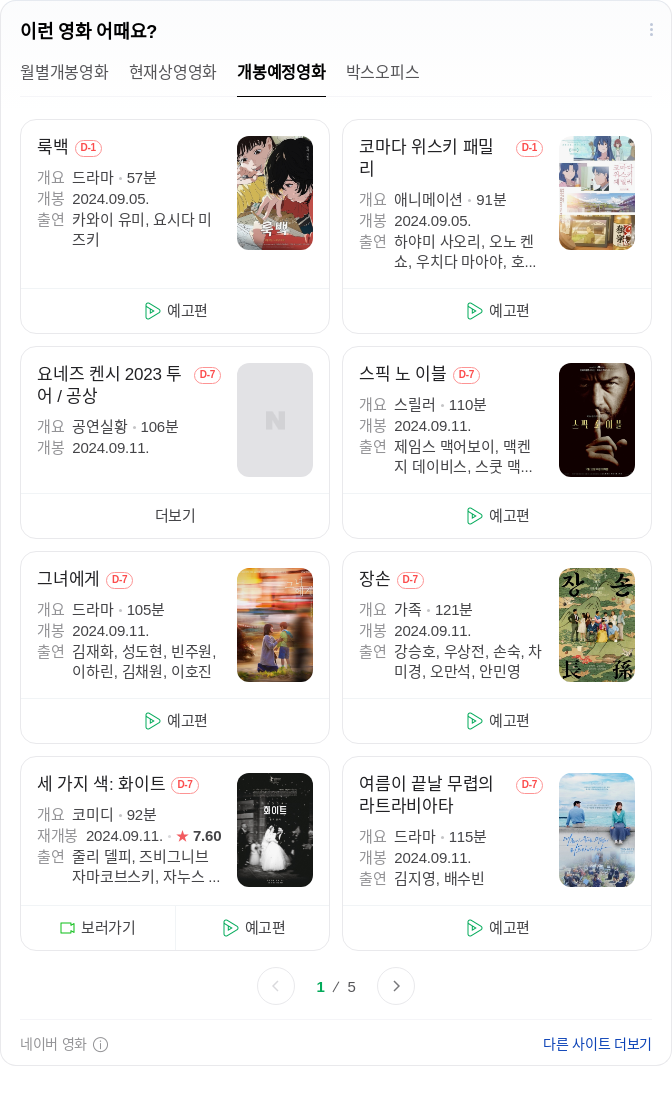 이런 영화 어때요?
월별개봉영화 현재상영영화 개봉예정영화 박스오피스
룩백 D-1
개요 드라마 57분
개봉 2024.09.05.
출연 카와이 유미, 요시다 미
즈키
룩백
예고편
코마다 위스키 패밀 D-1
리
개요 애니메이션 91분
개봉 2024.09.05.
출연 하야미 사오리, 오노 켄
쇼, 우치다 마아야, 호...
예고편
요네즈 켄시 2023 투 D-7
어 / 공상
개요 공연실황 106분
개봉 2024.09.11.
N
더보기
스픽 노 이블 D-7
개요 스릴러 110분
개봉 2024.09.11.
출연 제임스 맥어보이, 맥켄
지 데이비스, 스쿳 맥...
스픽 노 이블
예고편
그녀에게 D-7
개요 드라마 105분
개봉 2024.09.11.
출연 김재화, 성도현, 빈주원,
이하린, 김채원, 이호진
그녀에게
예고편
장손 D-7
개요 가족 121분
개봉 2024.09.11.
출연 강승호, 우상전, 손숙, 차
미경, 오만석, 안민영
장 손
長 孫
예고편
세 가지 색: 화이트 D-7
개요 코미디 92분
재개봉 2024.09.11. ★ 7.60
출연 줄리 델피, 즈비그니브
자마코브스키, 자누스 ...
화이트
보러가기 예고편
여름이 끝날 무렵의 D-7
라트라비아타
개요 드라마 115분
개봉 2024.09.11.
출연 김지영, 배수빈
예고편
1 / 5
네이버 영화
다른 사이트 더보기